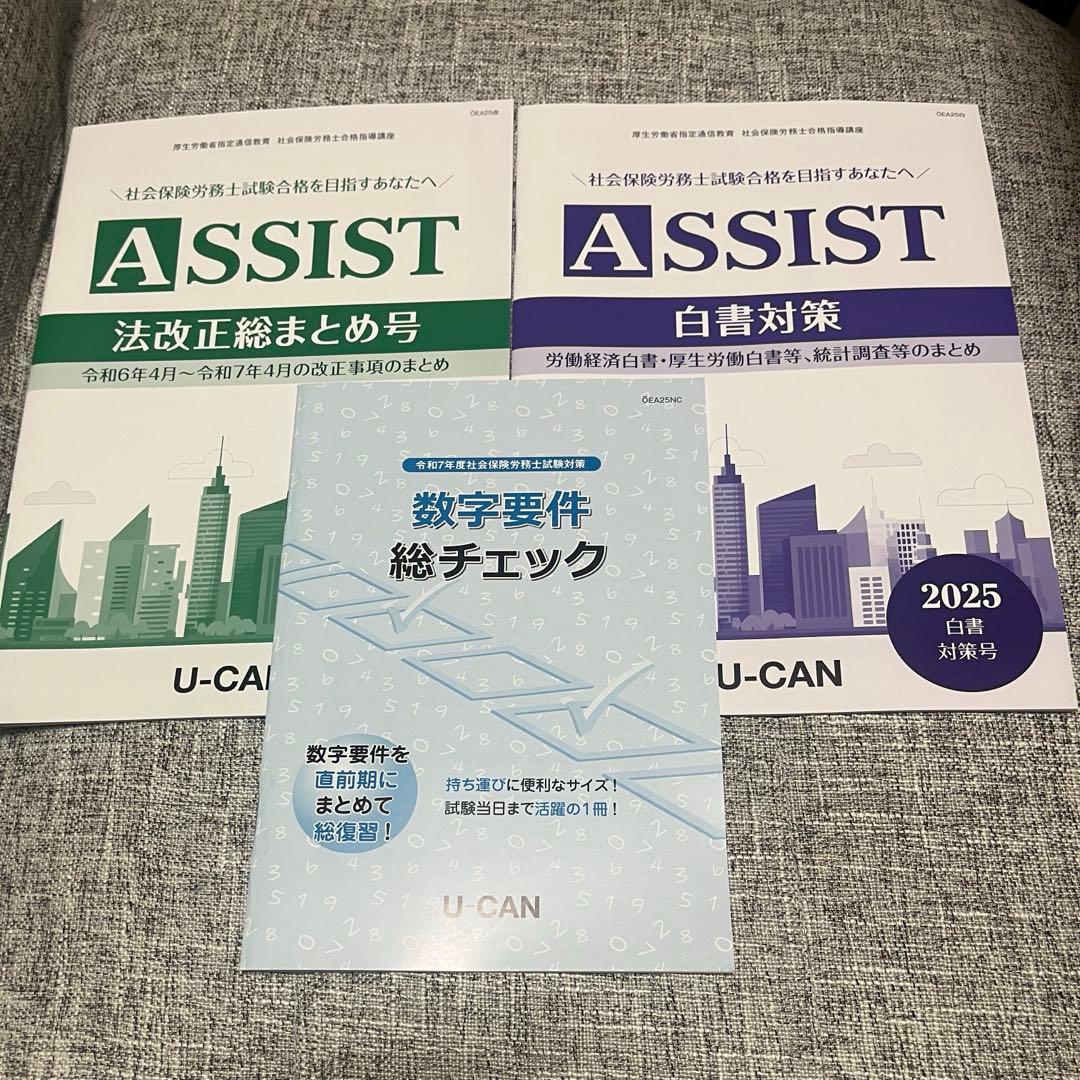 ÖEA25改
厚生労働省指定通信教育 社会保険労務士合格指導講座
＼社会保険労務士試験合格を目指すあなたへ／
ASSIST
法改正総まとめ号
令和6年4月〜令和7年4月の改正事項のまとめ
U-CA
ÖEA25白
厚生労働省指定通信教育 社会保険労務士合格指導講座
＼社会保険労務士試験合格を目指すあなたへ／
ASSIST
白書対策
労働経済白書・厚生労働白書等、統計調査等のまとめ
2025
白書
対策号
U-CAN
ÖEA25NC
令和7年度社会保険労務士試験対策
数字要件
総チェック
数字要件を
直前期に
まとめて
総復習！
持ち運びに便利なサイズ！
試験当日まで活躍の1冊！
U-CAN